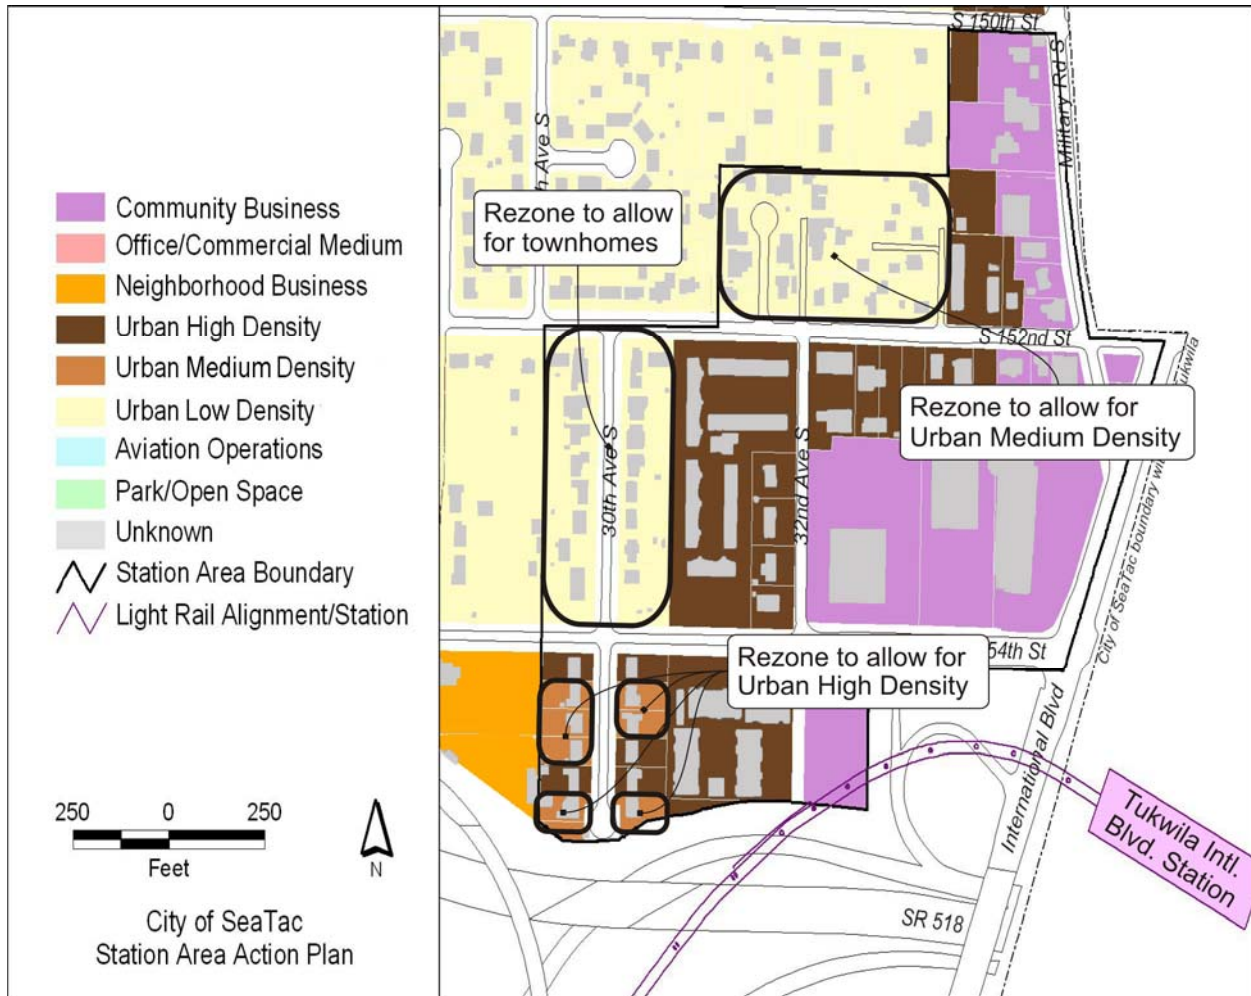 Community Business
Office/Commercial Medium
Neighborhood Business
Urban High Density
Urban Medium Density
Urban Low Density
Aviation Operations
Park/Open Space
Unknown
Station Area Boundary
Light Rail Alignment/Station
250 0 250
Feet
N
City of SeaTac
Station Area Action Plan
S 150th St
Military Rd S
h Ave S
Rezone to allow
for townhomes
S 152nd St
Rezone to allow for
Urban Medium Density
30th Ave S
32nd Ave S
54th St
Rezone to allow for
Urban High Density
City of SeaTac boundary wi
Tukwila
International Blvd
Tukwila Intl.
Blvd. Station
SR 518